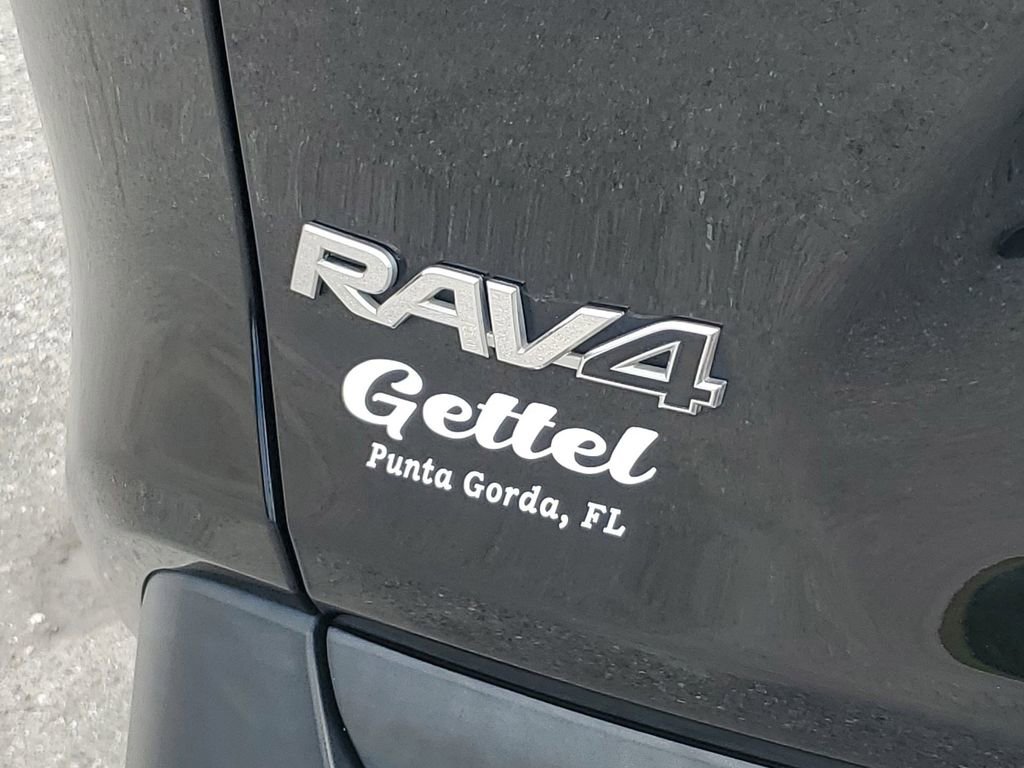 RAV4
Gettel
Punta Gorda, FL